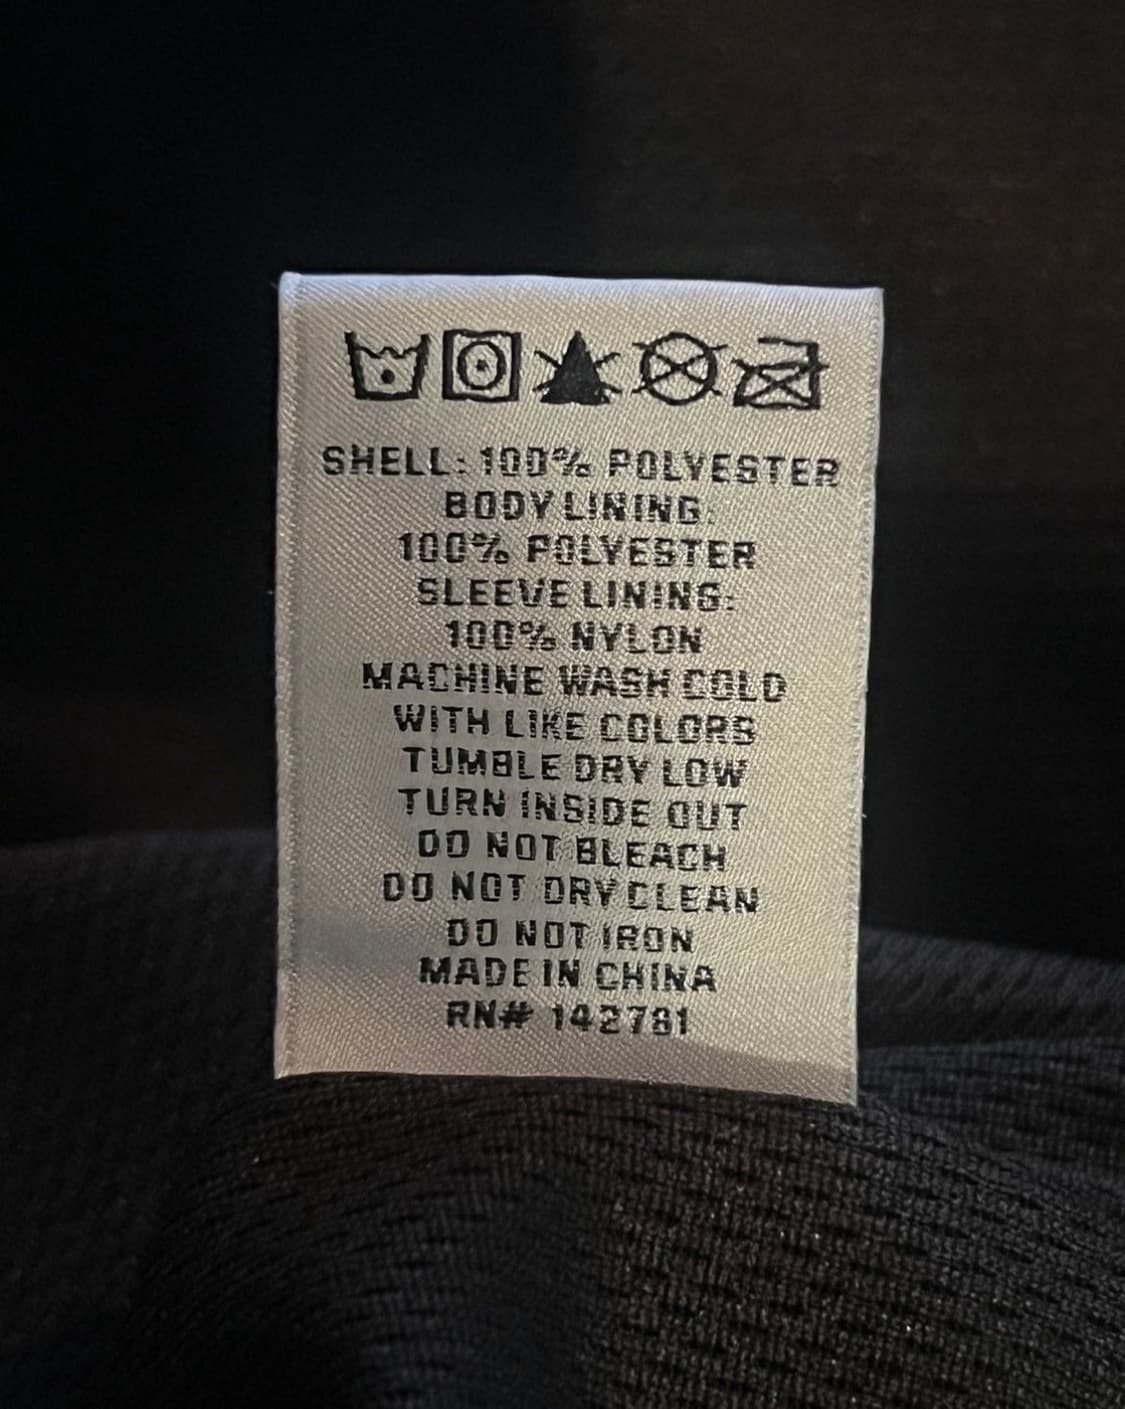 SHELL: 100% POLYESTER
BODY LINING:
100% POLYESTER
SLEEVE LINING:
100% NYLON
MACHINE WASH COLD
WITH LIKE COLORS
TUMBLE DRY LOW
TURN INSIDE OUT
DO NOT BLEACH
DO NOT DRY CLEAN
DO NOT IRON
MADE IN CHINA
RN# 142781